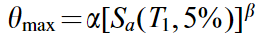 θmax = α[Sa(T1, 5%)]β